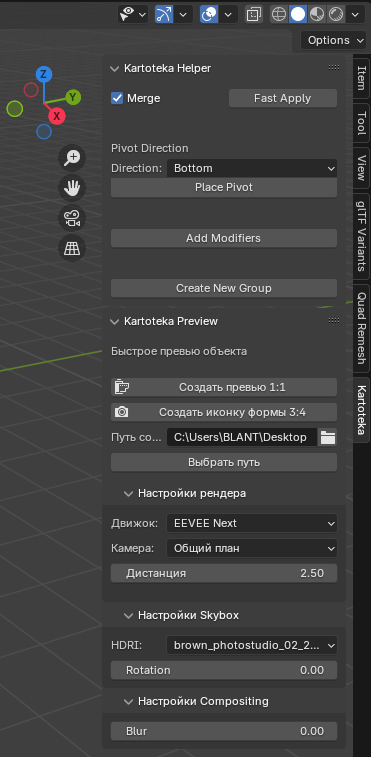 Options
Z
Y
X
Kartoteka Helper
Merge
Fast Apply
Pivot Direction
Direction: Bottom
Place Pivot
Add Modifiers
Create New Group
Kartoteka Preview
Быстрое превью объекта
Создать превью 1:1
Создать иконку формы 3:4
Путь со... C:\Users\BLANT\Desktop
Выбрать путь
Настройки рендера
Движок: EEVEE Next
Камера: Общий план
Дистанция 2.50
Настройки Skybox
HDRI: brown_photostudio_02_2...
Rotation 0.00
Настройки Compositing
Blur 0.00
Item
Tool
View
glTF Variants
Quad Remesh
Kartoteka